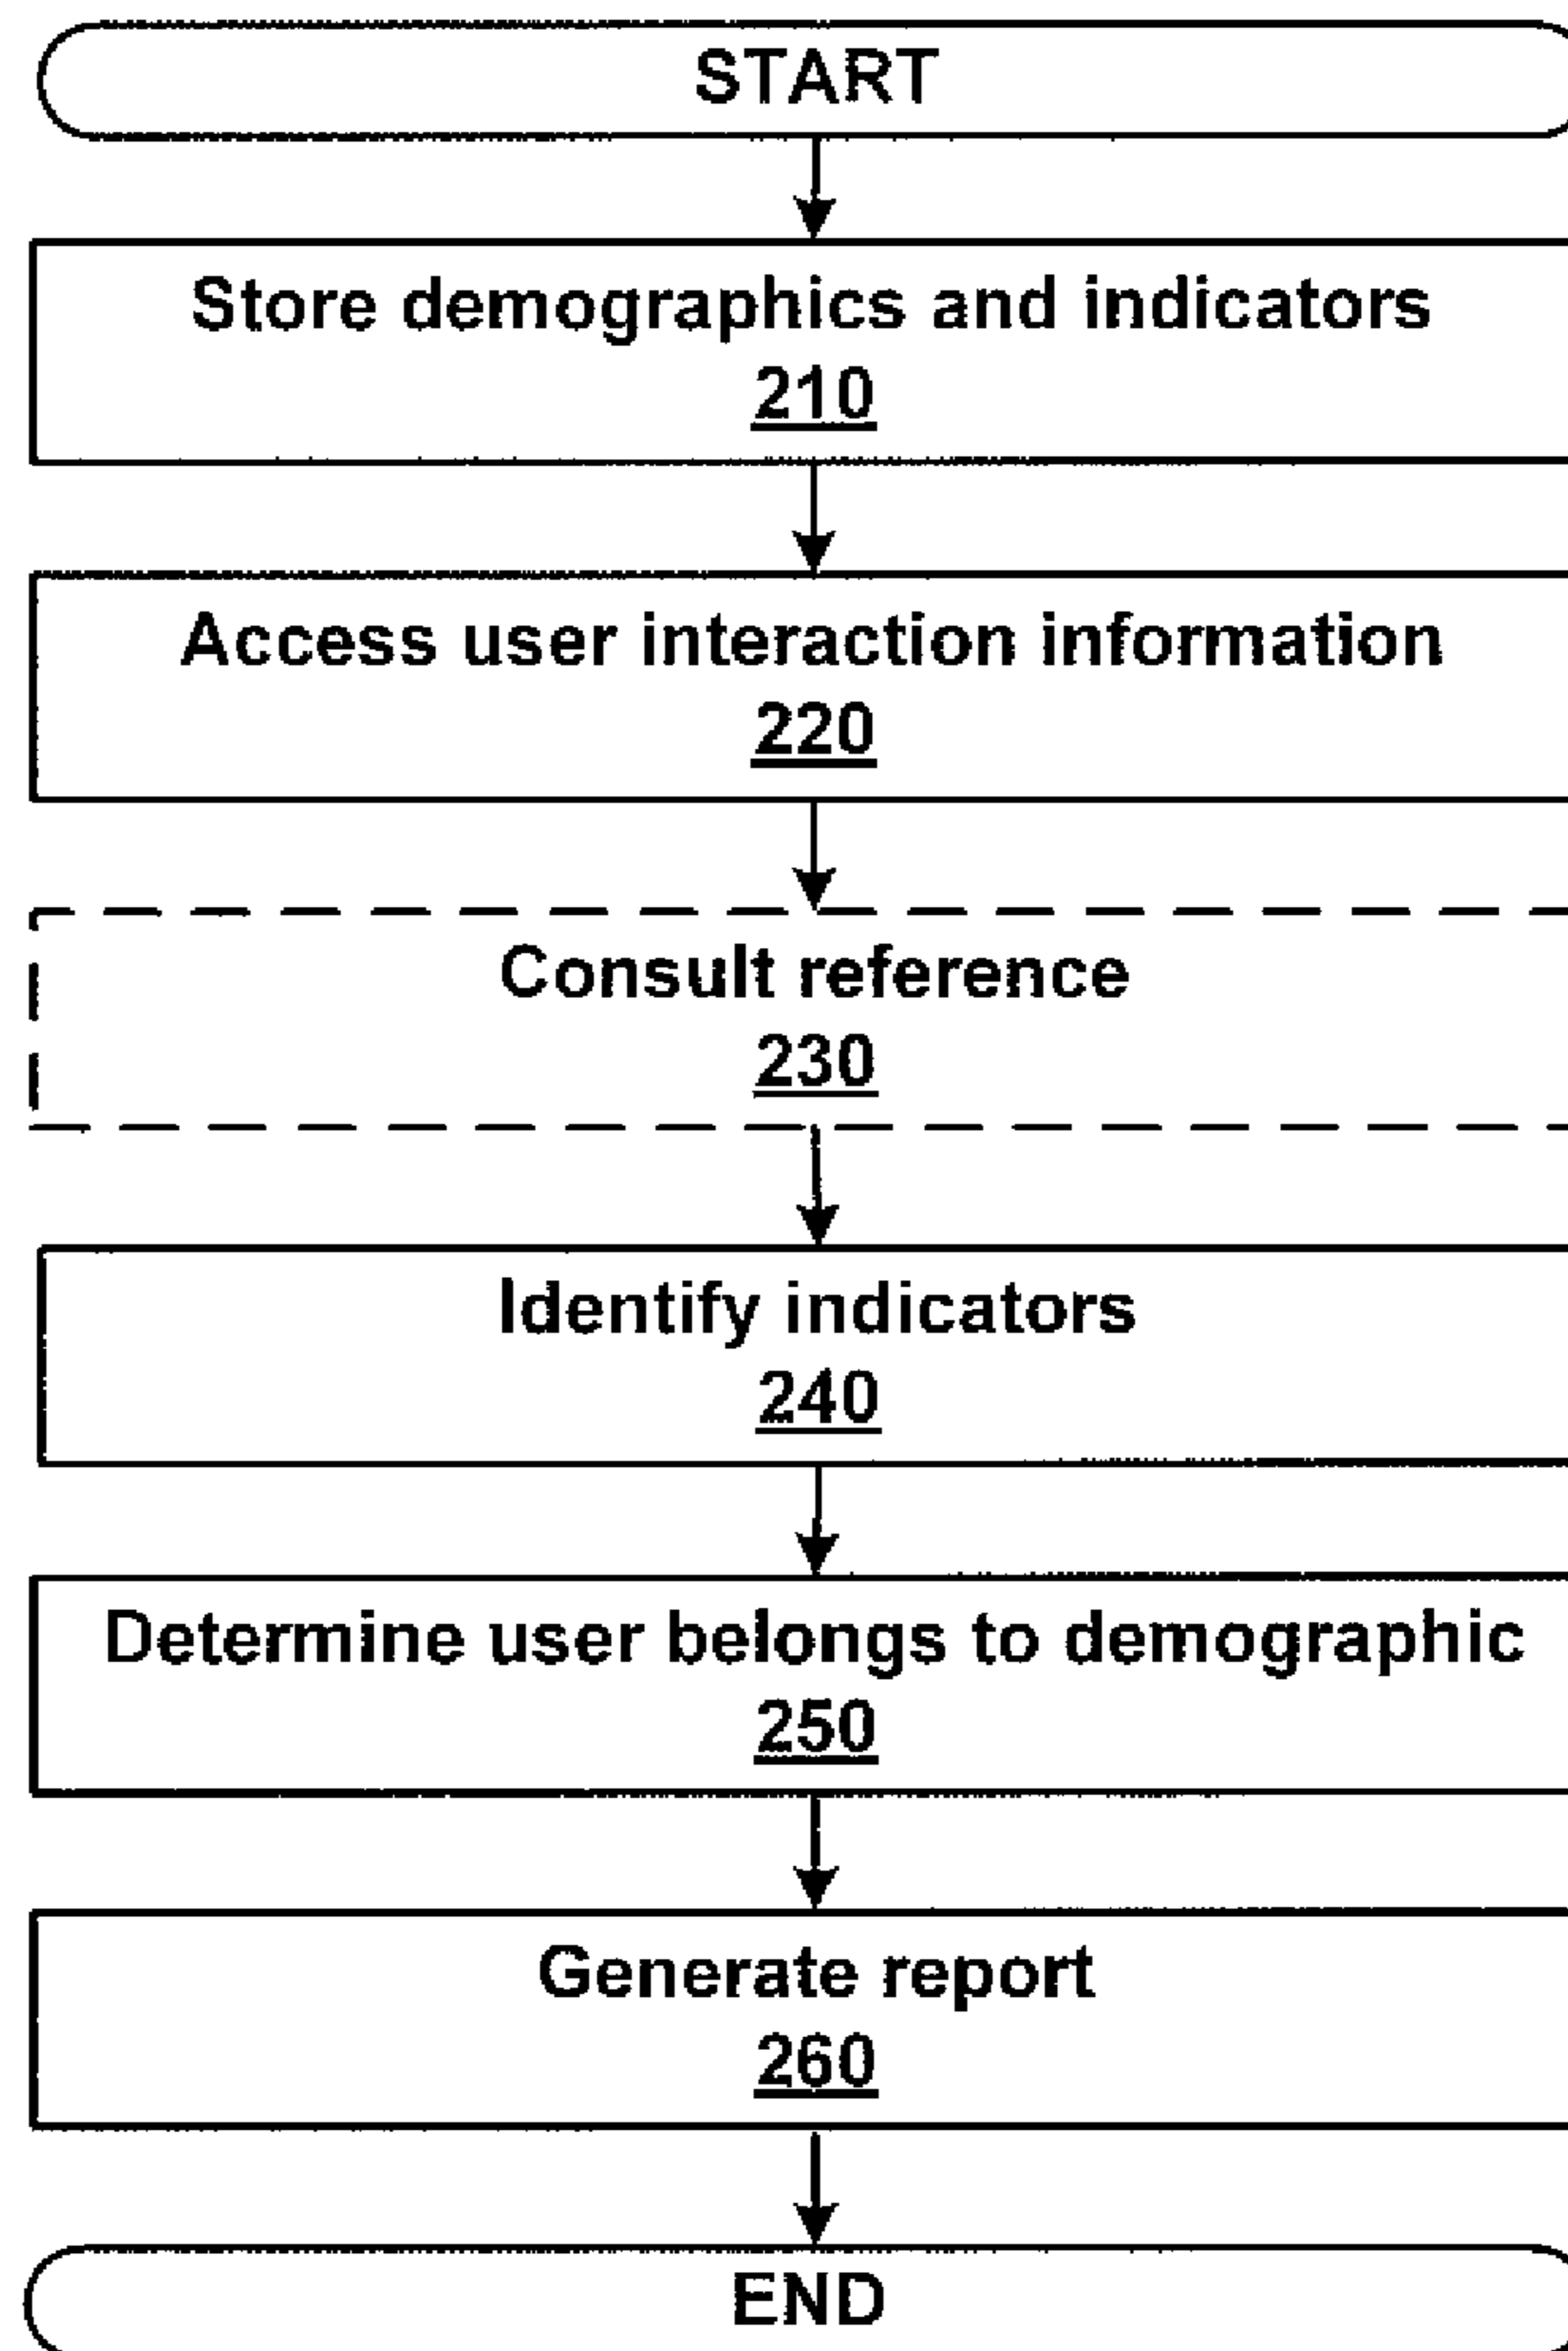 START
Store demographics and indicators
210
Access user interaction information
220
Consult reference
230
Identify indicators
240
Determine user belongs to demographic
250
Generate report
260
END